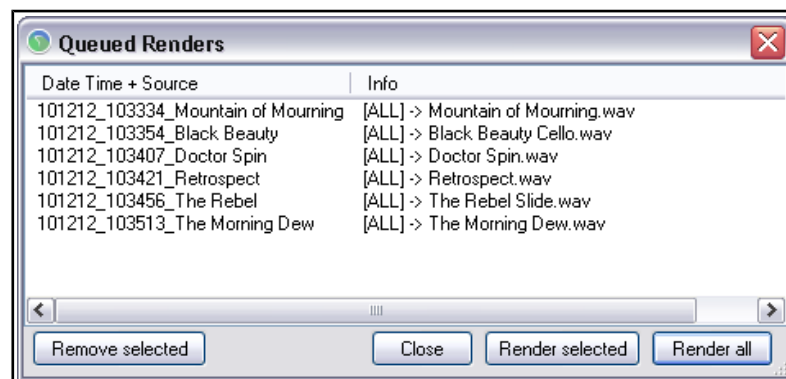 Queued Renders
Date Time + Source Info
101212_103334_Mountain of Mourning [ALL] -> Mountain of Mourning.wav
101212_103354_Black Beauty [ALL] -> Black Beauty Cello.wav
101212_103407_Doctor Spin [ALL] -> Doctor Spin.wav
101212_103421_Retrospect [ALL] -> Retrospect.wav
101212_103456_The Rebel [ALL] -> The Rebel Slide.wav
101212_103513_The Morning Dew [ALL] -> The Morning Dew.wav
Remove selected Close Render selected Render all